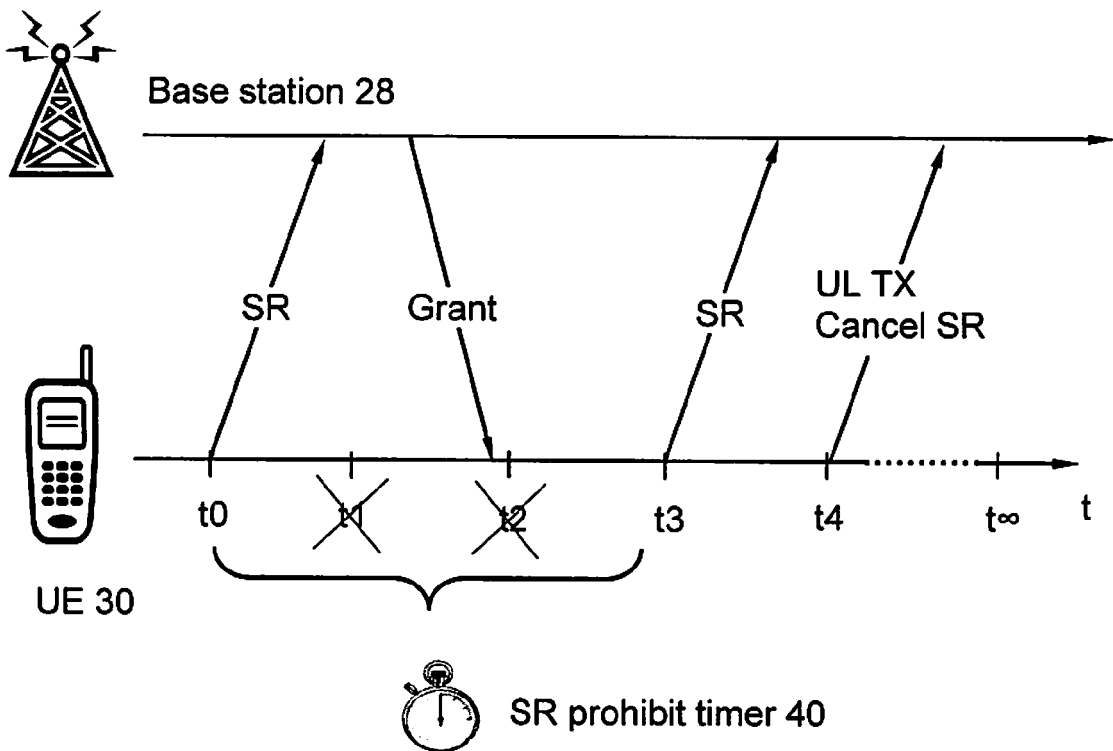 Base station 28
SR
Grant
SR
UL TX
Cancel SR
t0
t1
t2
t3
t4
t∞
t
UE 30
SR prohibit timer 40